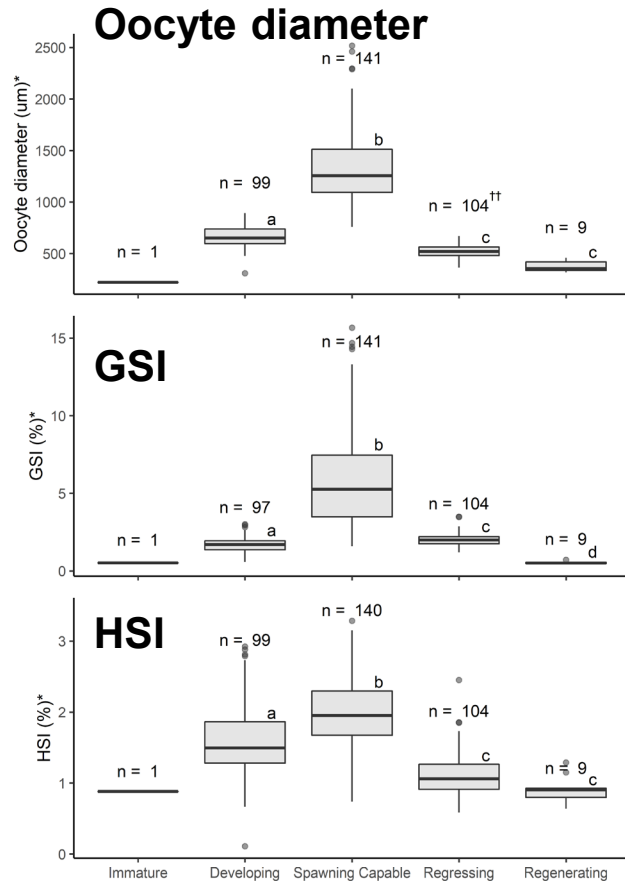 Oocyte diameter
Oocyte diameter (um)*
2500
2000
1500
1000
500
n = 1
n = 99
a
n = 141
b
n = 104††
c
n = 9
c
GSI
GSI (%)*
15
10
5
0
n = 1
n = 97
a
n = 141
b
n = 104
c
n = 9
d
HSI
HSI (%)*
3
2
1
0
n = 1
n = 99
a
n = 140
b
n = 104
c
n = 9
c
Immature Developing Spawning Capable Regressing Regenerating